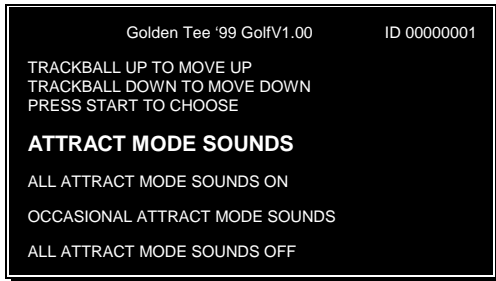 Golden Tee ‘99 GolfV1.00 ID 00000001
TRACKBALL UP TO MOVE UP
TRACKBALL DOWN TO MOVE DOWN
PRESS START TO CHOOSE
ATTRACT MODE SOUNDS
ALL ATTRACT MODE SOUNDS ON
OCCASIONAL ATTRACT MODE SOUNDS
ALL ATTRACT MODE SOUNDS OFF